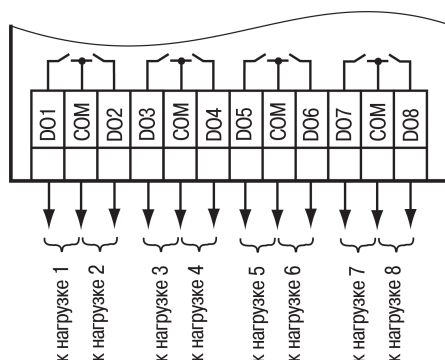 DO1
COM
DO2
DO3
COM
DO4
DO5
COM
DO6
DO7
COM
DO8
к нагрузке 1
к нагрузке 2
к нагрузке 3
к нагрузке 4
к нагрузке 5
к нагрузке 6
к нагрузке 7
к нагрузке 8